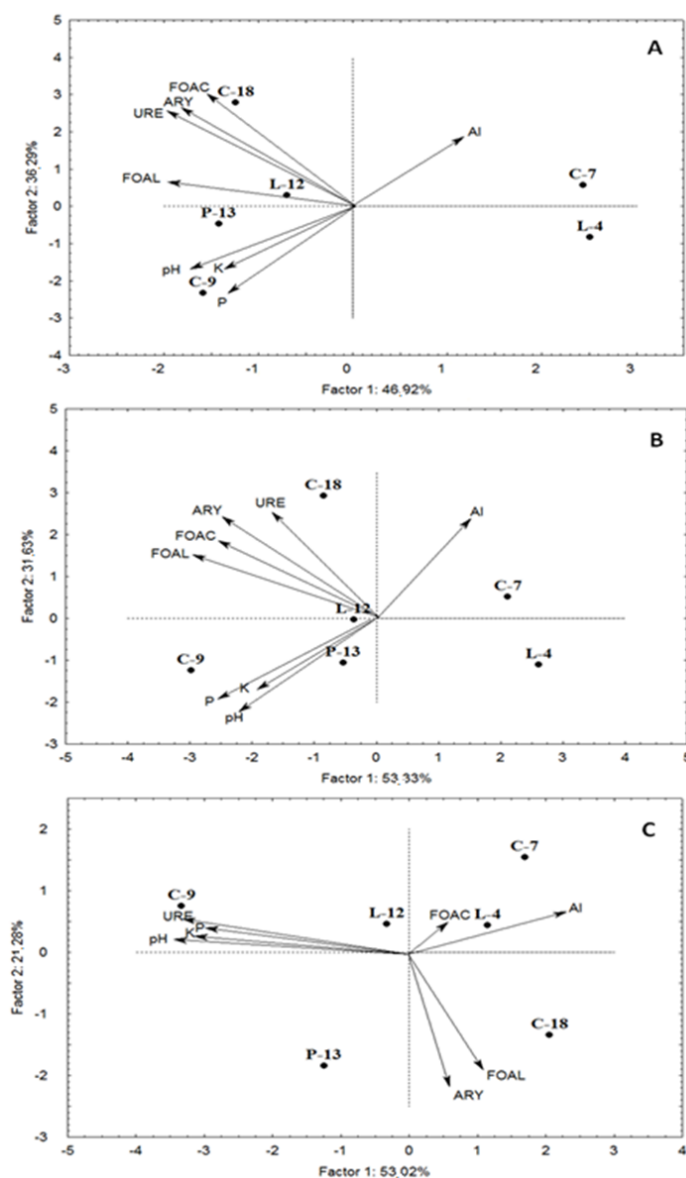 5
A
4
FOAC C-18
3
ARY
URE
2
AI
1
FOAL
L-12
C-7
0
P-13
L-4
-1
pH K
-2
C-9
P
-3
-4
-3 -2 -1 0 1 2 3
Factor 2: 36,29%
Factor 1: 46,92%
5
B
4
3
C-18
URE
ARY
2
AI
FOAC
FOAL
1
C-7
L-12
0
C-9
P-13
L-4
-1
K
P
-2
pH
-3
-5 -4 -3 -2 -1 0 1 2 3 4 5
Factor 2: 31,63%
Factor 1: 53,33%
2
C
C-7
1
C-9
L-12
FOAC L-4
AI
URE
P
K
pH
0
-1
C-18
P-13
FOAL
-2
ARY
-3
-5 -4 -3 -2 -1 0 1 2 3 4 5
Factor 2: 21,28%
Factor 1: 53,02%